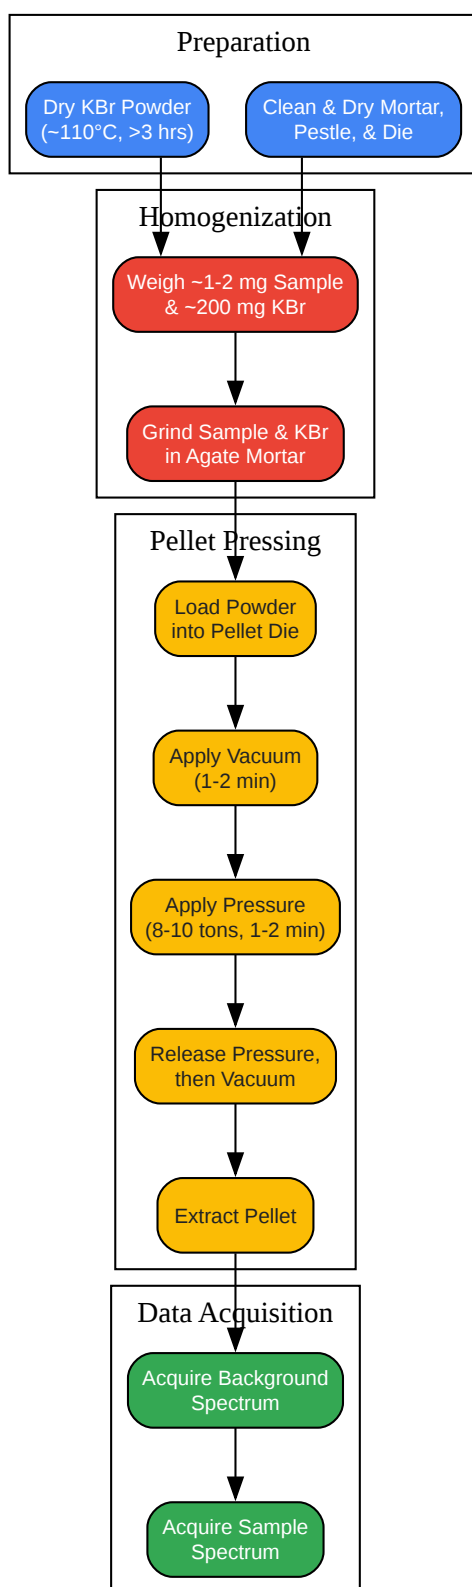 Preparation
Dry KBr Powder
(~110°C, >3 hrs)
Clean & Dry Mortar,
Pestle, & Die
Homogenization
Weigh ~1-2 mg Sample
& ~200 mg KBr
Grind Sample & KBr
in Agate Mortar
Pellet Pressing
Load Powder
into Pellet Die
Apply Vacuum
(1-2 min)
Apply Pressure
(8-10 tons, 1-2 min)
Release Pressure,
then Vacuum
Extract Pellet
Data Acquisition
Acquire Background
Spectrum
Acquire Sample
Spectrum